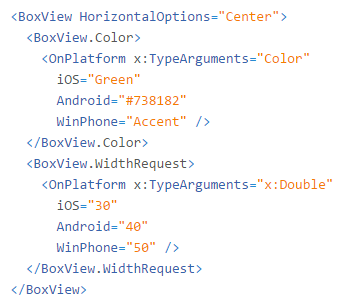 <BoxView HorizontalOptions="Center">
  <BoxView.Color>
    <OnPlatform x:TypeArguments="Color"
      iOS="Green"
      Android="#738182"
      WinPhone="Accent" />
  </BoxView.Color>
  <BoxView.WidthRequest>
    <OnPlatform x:TypeArguments="x:Double"
      iOS="30"
      Android="40"
      WinPhone="50" />
  </BoxView.WidthRequest>
</BoxView>